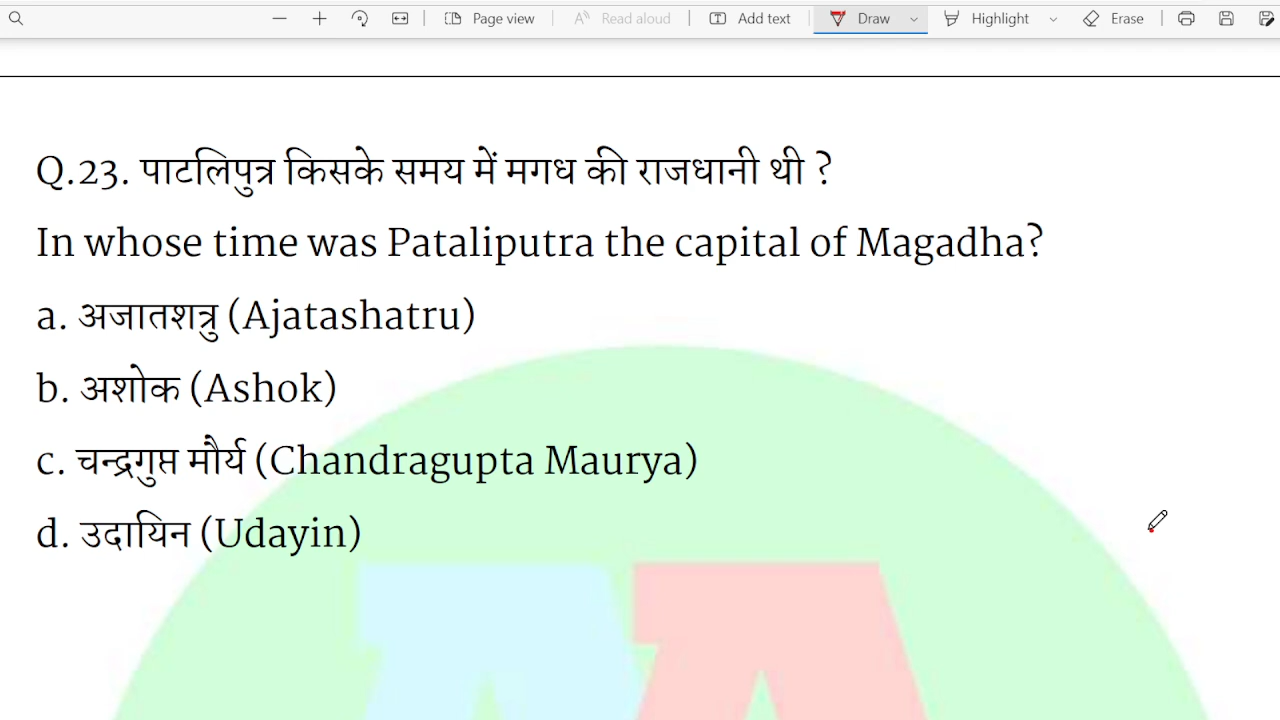 Page view
Read aloud
Add text
Draw
Highlight
Erase
Q.23. पाटलिपुत्र किसके समय में मगध की राजधानी थी ?
In whose time was Pataliputra the capital of Magadha?
a. अजातशत्रु (Ajatashatru)
b. अशोक (Ashok)
c. चन्द्रगुप्त मौर्य (Chandragupta Maurya)
d. उदायिन (Udayin)